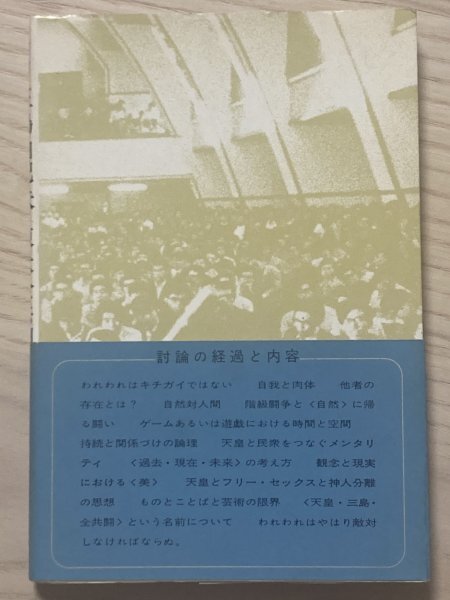 討論の経過と内容
われわれはキチガイではない　自我と肉体　他者の
存在とは？　自然対人間　階級闘争と〈自然〉に帰
る闘い　ゲームあるいは遊戯における時間と空間
持続と関係づけの論理　天皇と民衆をつなぐメンタリ
ティ　〈過去・現在・未来〉の考え方　観念と現実
における〈美〉　天皇とフリー・セックスと神人分離
の思想　ものとことばと芸術の限界　〈天皇・三島・
全共闘〉という名前について　われわれはやはり敵対
しなければならぬ。